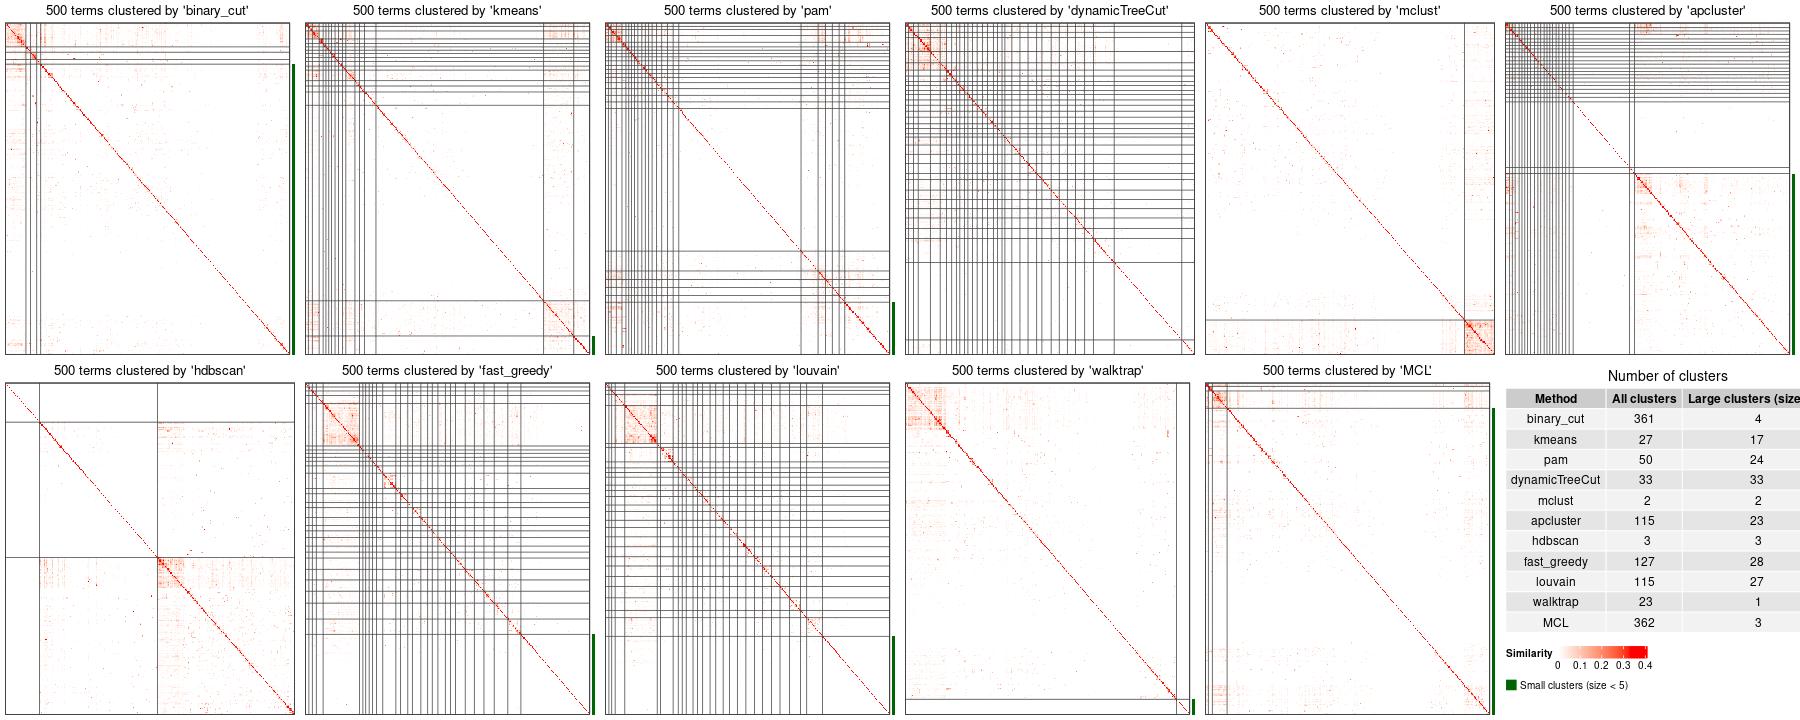 500 terms clustered by 'binary_cut'
500 terms clustered by 'kmeans'
500 terms clustered by 'pam'
500 terms clustered by 'dynamicTreeCut'
500 terms clustered by 'mclust'
500 terms clustered by 'apcluster'
500 terms clustered by 'hdbscan'
500 terms clustered by 'fast_greedy'
500 terms clustered by 'louvain'
500 terms clustered by 'walktrap'
500 terms clustered by 'MCL'
Number of clusters
Method All clusters Large clusters (size
binary_cut 361 4
kmeans 27 17
pam 50 24
dynamicTreeCut 33 33
mclust 2 2
apcluster 115 23
hdbscan 3 3
fast_greedy 127 28
louvain 115 27
walktrap 23 1
MCL 362 3
Similarity
0 0.1 0.2 0.3 0.4
Small clusters (size < 5)